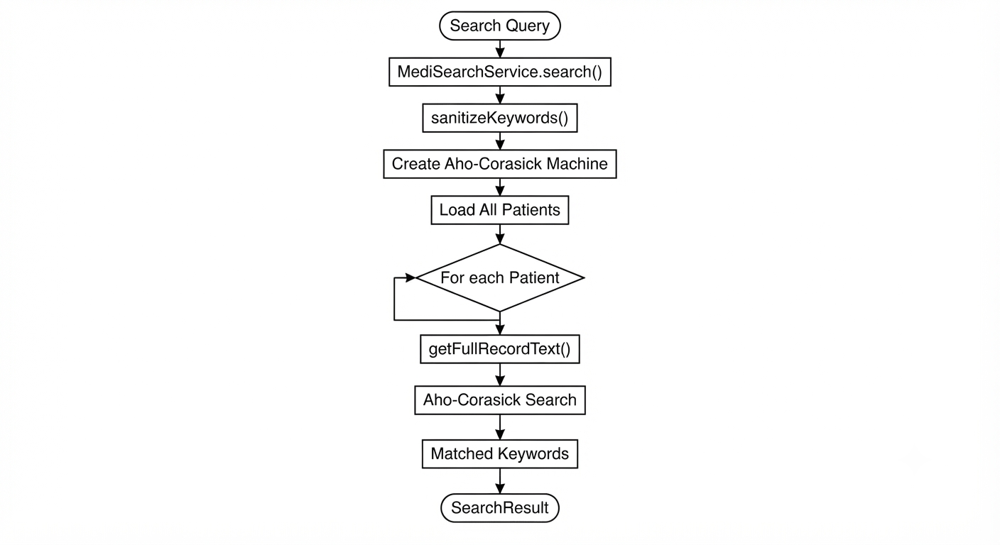 Search Query
MediSearchService.search()
sanitizeKeywords()
Create Aho-Corasick Machine
Load All Patients
For each Patient
getFullRecordText()
Aho-Corasick Search
Matched Keywords
SearchResult